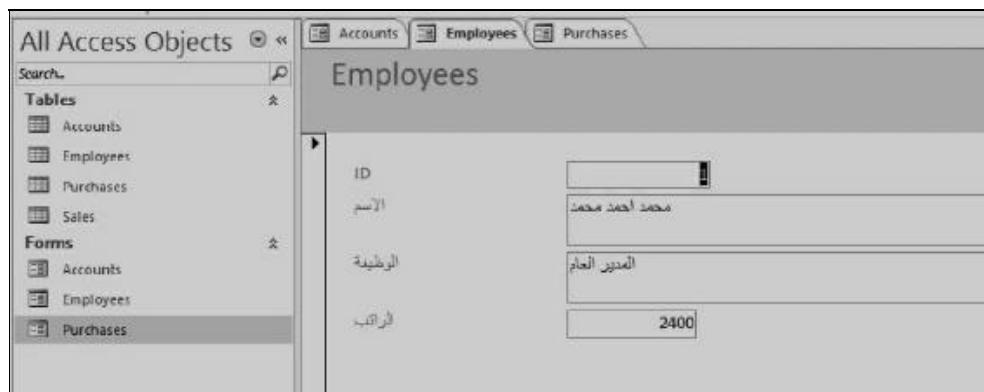 All Access Objects
Search..
Tables
Accounts
Employees
Purchases
Sales
Forms
Accounts
Employees
Purchases
Accounts Employees Purchases
Employees
ID
الاسم محمد احمد محمد
الوظيفة المدير العام
الراتب 2400